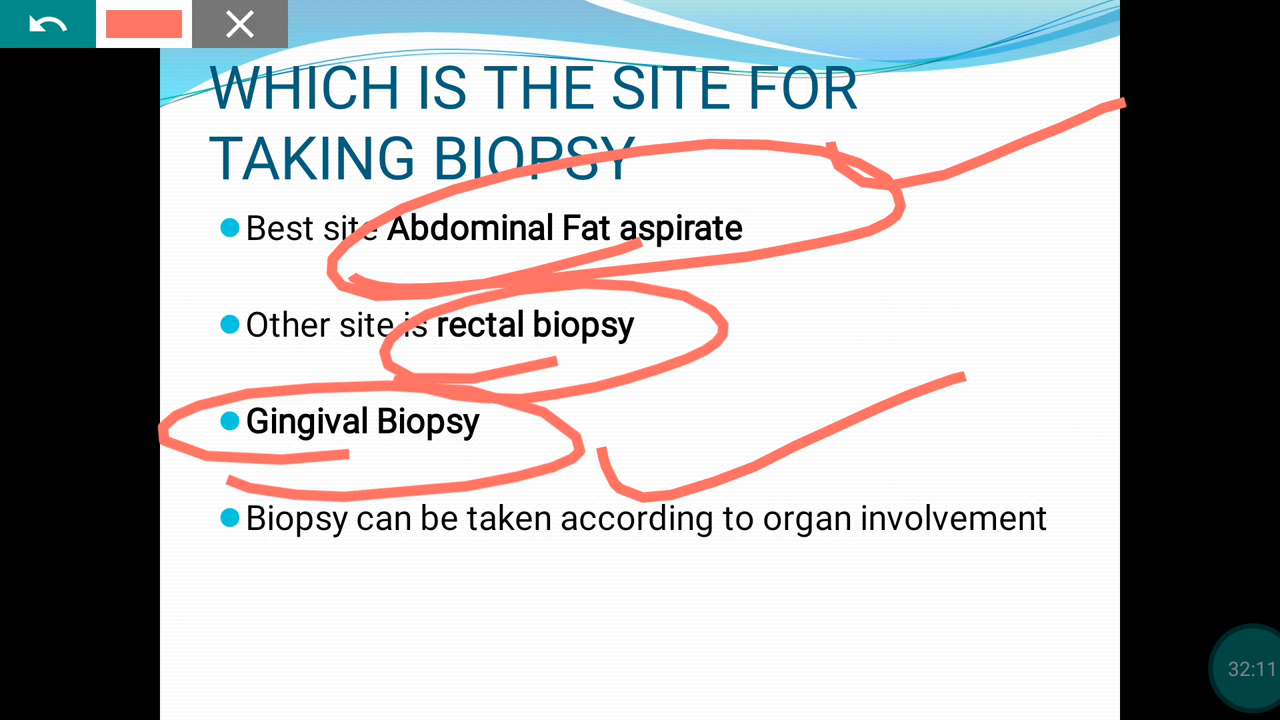 WHICH IS THE SITE FOR
TAKING BIOPSY
Best site Abdominal Fat aspirate
Other site is rectal biopsy
Gingival Biopsy
Biopsy can be taken according to organ involvement
32:11